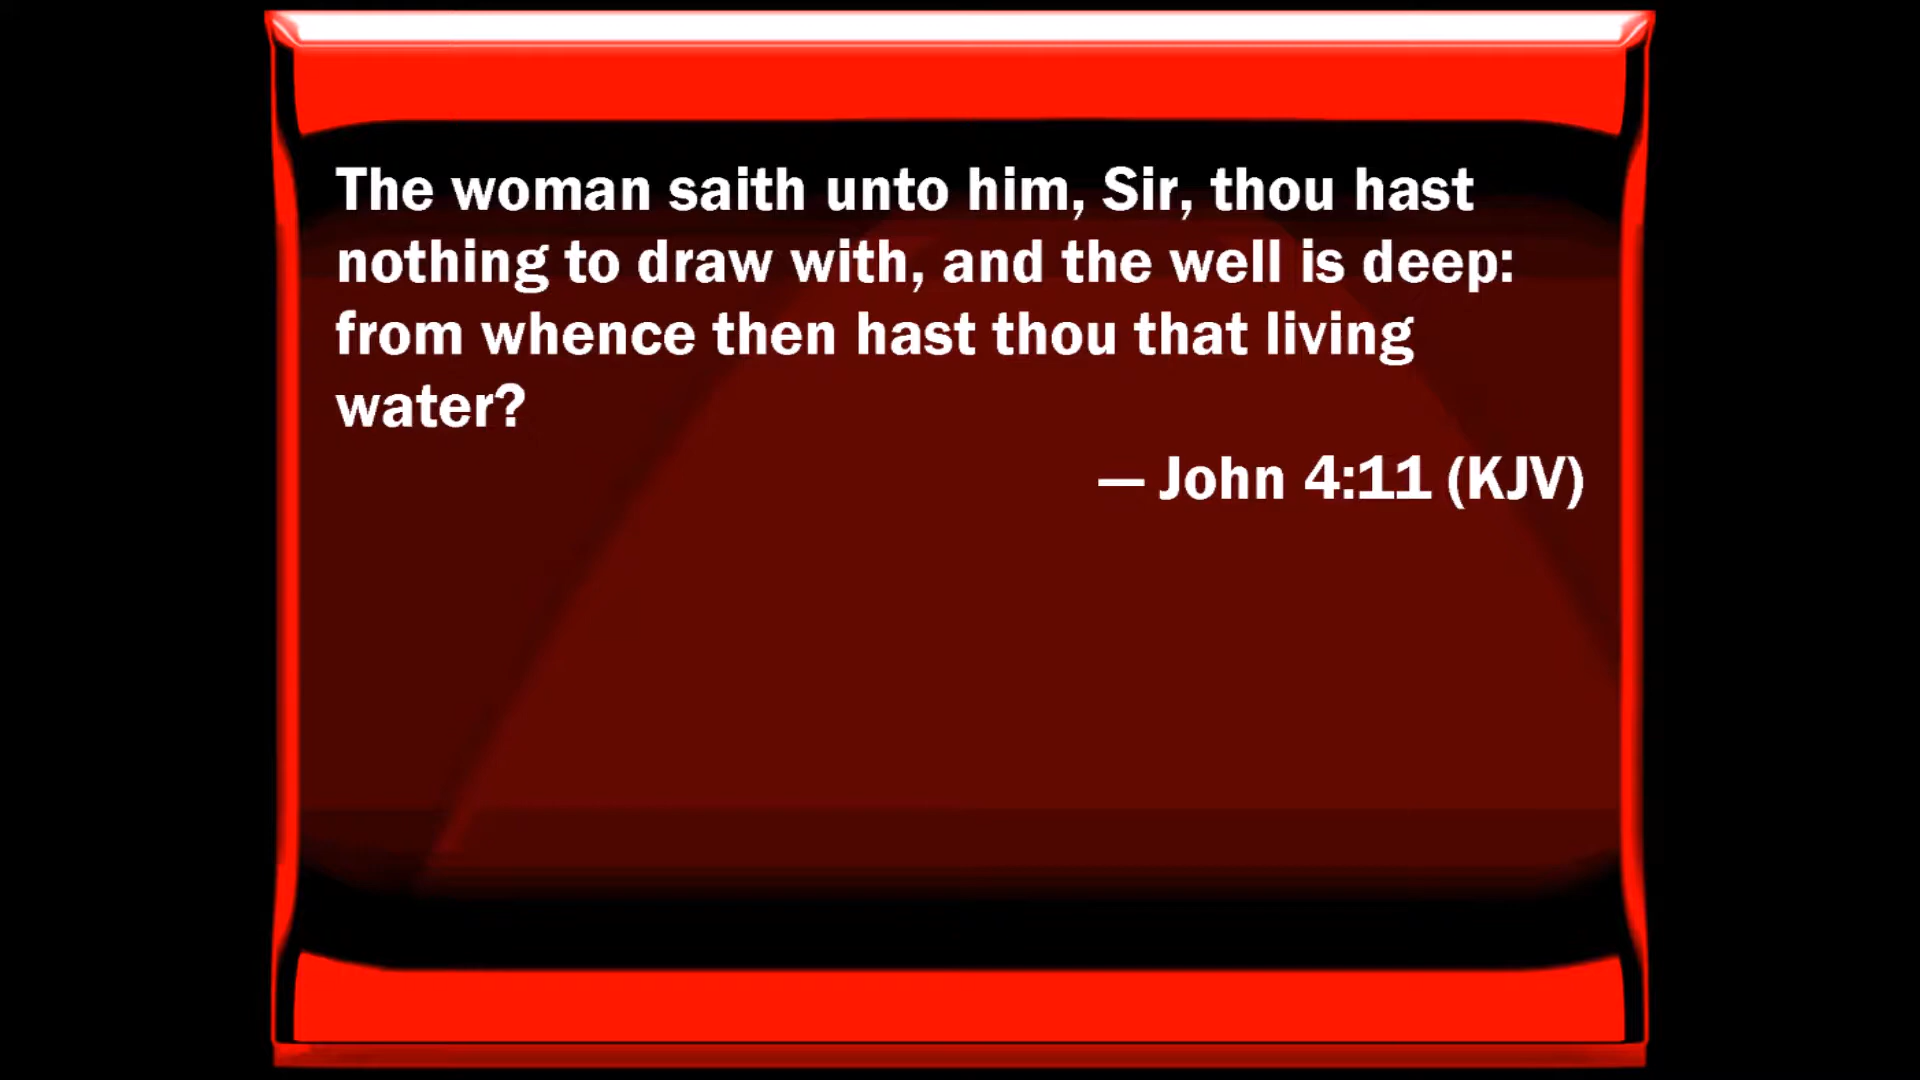 The woman saith unto him, Sir, thou hast
nothing to draw with, and the well is deep:
from whence then hast thou that living
water?
— John 4:11 (KJV)